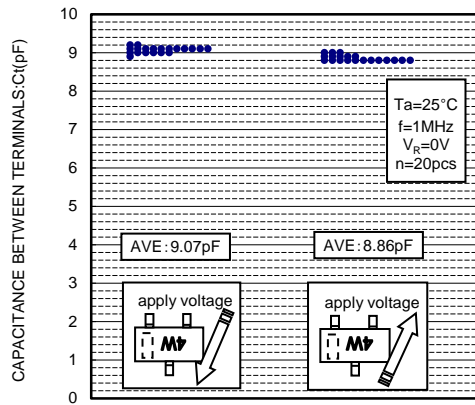 CAPACITANCE BETWEEN TERMINALS:Ct(pF)
10
9
8
7
6
5
4
3
2
1
0
Ta=25°C
f=1MHz
VR=0V
n=20pcs
AVE:9.07pF
AVE:8.86pF
apply voltage
4W
apply voltage
4W